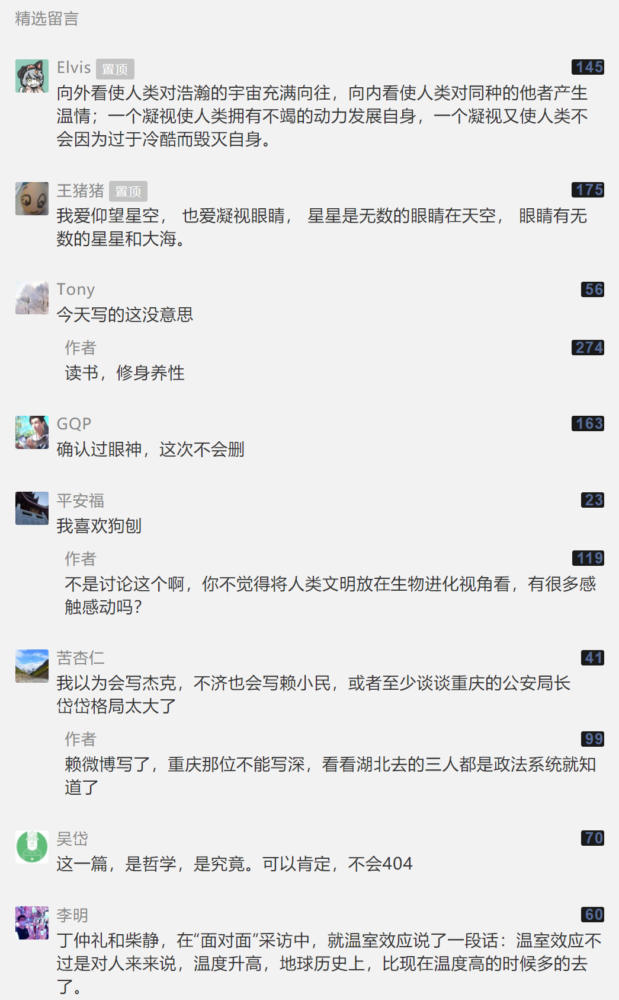 精选留言
Elvis 置顶 145
向外看使人类对浩瀚的宇宙充满向往，向内看使人类对同种的他者产生
温情；一个凝视使人类拥有不竭的动力发展自身，一个凝视又使人类不
会因为过于冷酷而毁灭自身。
王猪猪 置顶 175
我爱仰望星空， 也爱凝视眼睛， 星星是无数的眼睛在天空， 眼睛有无
数的星星和大海。
Tony 56
今天写的这没意思
作者 274
读书，修身养性
GQP 163
确认过眼神，这次不会删
平安福 23
我喜欢狗刨
作者 119
不是讨论这个啊，你不觉得将人类文明放在生物进化视角看，有很多感
触感动吗？
苦杏仁 41
我以为会写杰克，不济也会写赖小民，或者至少谈谈重庆的公安局长
岱岱格局太大了
作者 99
赖微博写了，重庆那位不能写深，看看湖北去的三人都是政法系统就知
道了
吴岱 70
这一篇，是哲学，是究竟。可以肯定，不会404
李明 60
丁仲礼和柴静，在“面对面”采访中，就温室效应说了一段话：温室效应不
过是对人来来说，温度升高，地球历史上，比现在温度高的时候多的去
了。